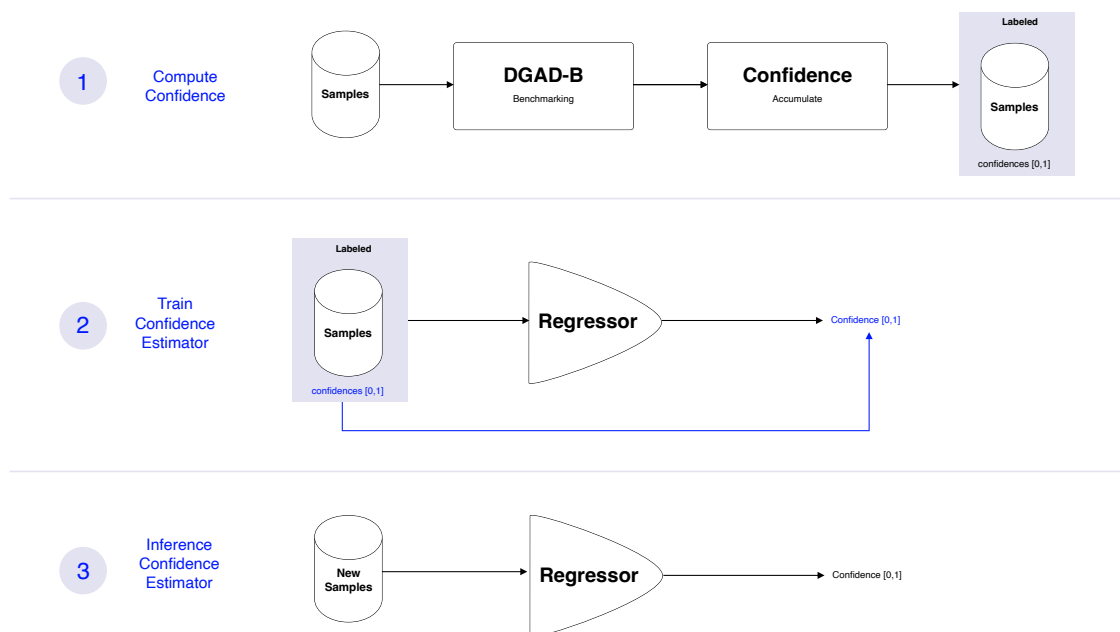 1
Compute
Confidence
Samples
DGAD-B
Benchmarking
Confidence
Accumulate
Labeled
Samples
confidences [0,1]
2
Train
Confidence
Estimator
Labeled
Samples
confidences [0,1]
Regressor
Confidence [0,1]
3
Inference
Confidence
Estimator
New
Samples
Regressor
Confidence [0,1]